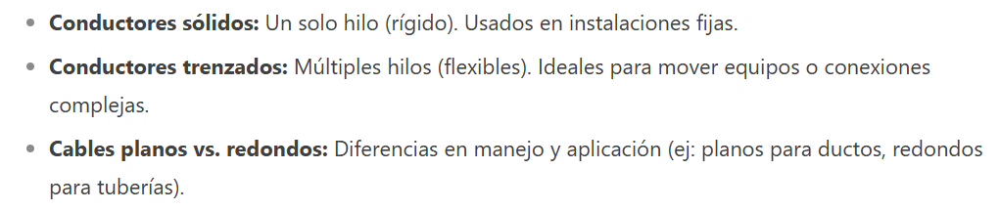 • Conductores sólidos: Un solo hilo (rígido). Usados en instalaciones fijas.
• Conductores trenzados: Múltiples hilos (flexibles). Ideales para mover equipos o conexiones
complejas.
• Cables planos vs. redondos: Diferencias en manejo y aplicación (ej: planos para ductos, redondos
para tuberías).